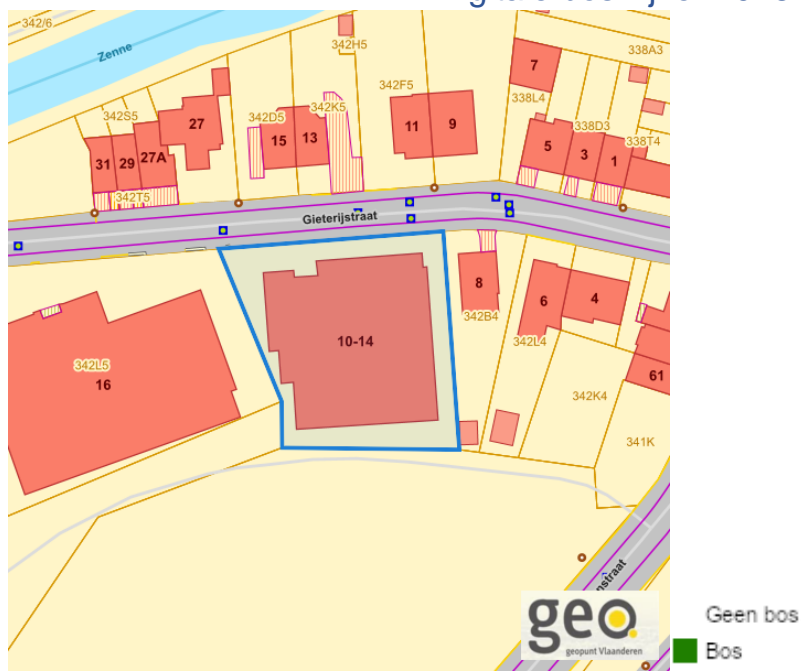 342/6
Zenne
342H5
338A3
7
342F5
338L4
342S5
27
342D5
342K5
338D3
15
13
11
9
5
3
1
338T4
31
29
27A
342T5
Gieterijstraat
8
6
4
342B4
10-14
342L4
342L5
16
61
342K4
341K
nstraat
geo.
geopunt Vlaanderen
Geen bos
Bos